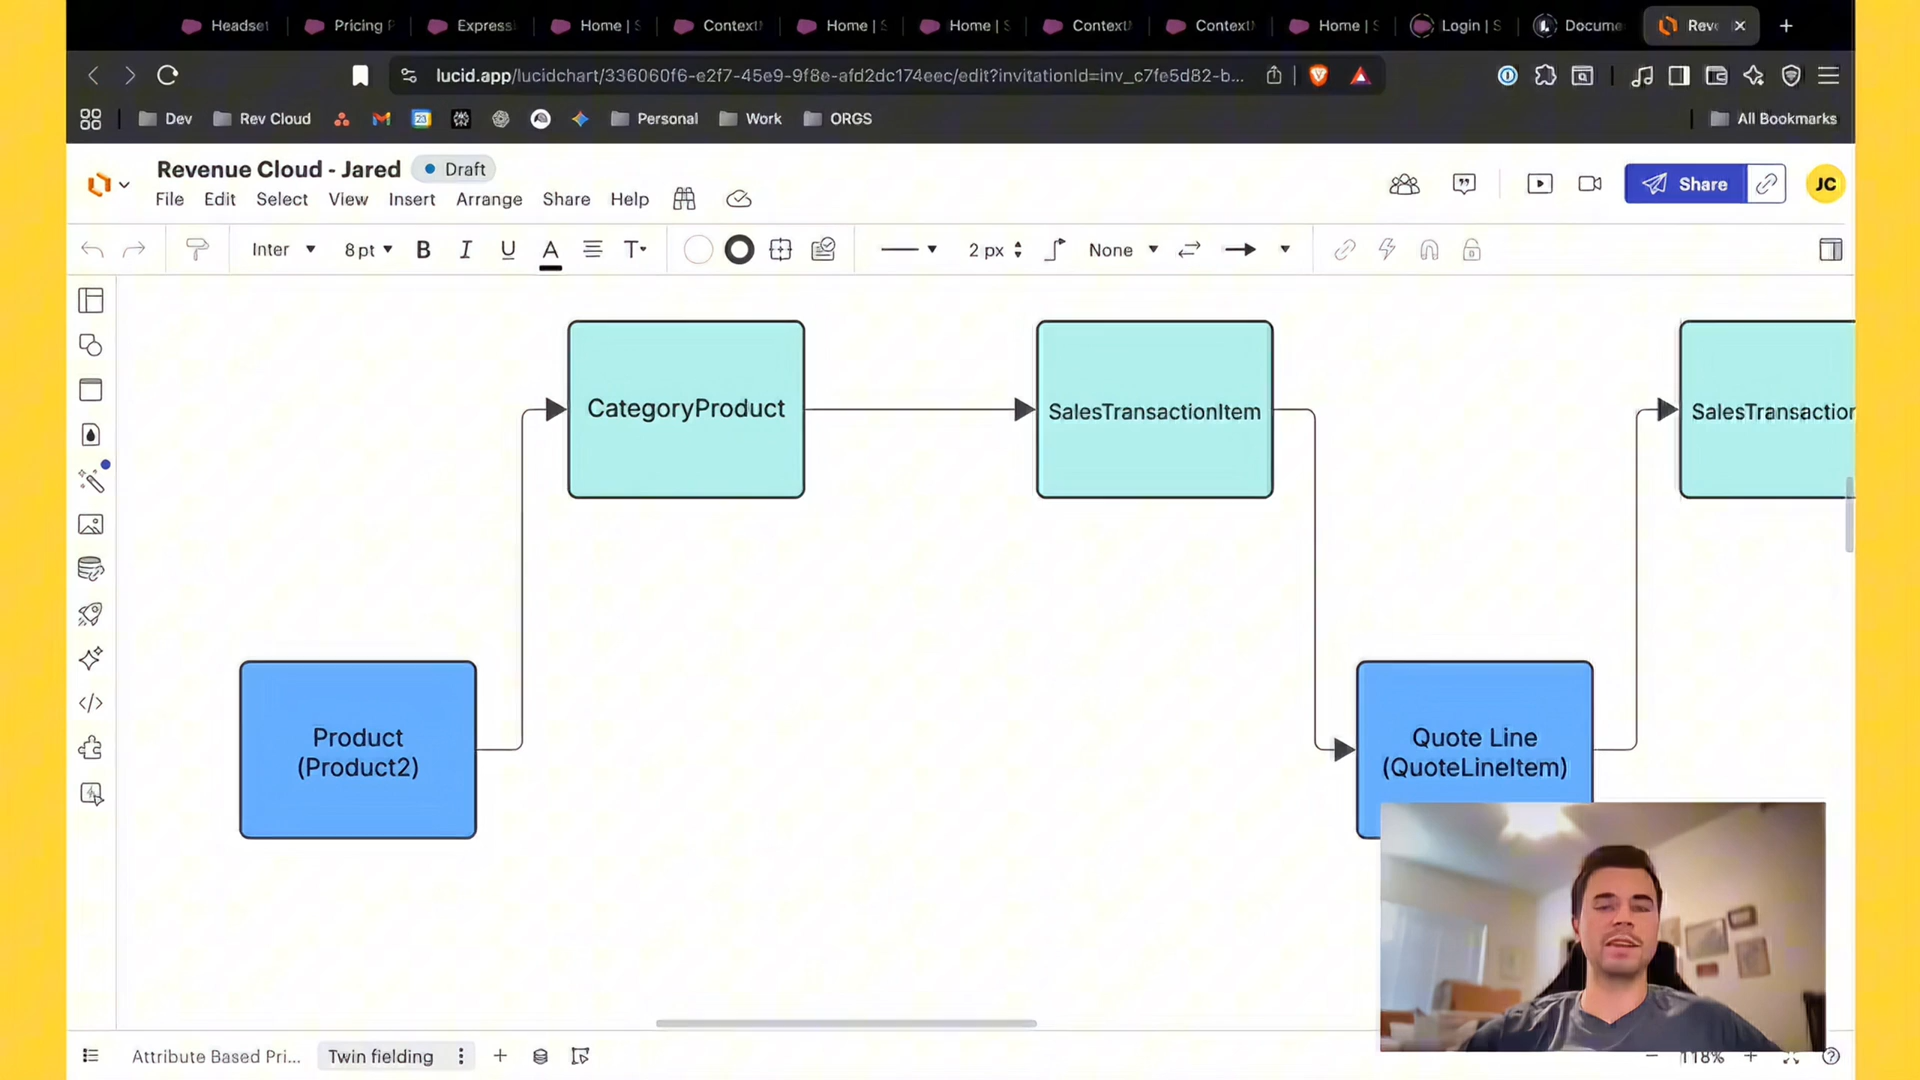 Headset
Pricing P
Express
Home | S
Context
Home | S
Home | S
Context
Context
Home | S
Login | S
Docume
Rev
lucid.app/lucidchart/336060f6-e2f7-45e9-9f8e-afd2dc174eec/edit?invitationId=inv_c7fe5d82-b...
Dev
Rev Cloud
Personal
Work
ORGS
All Bookmarks
Revenue Cloud - Jared
Draft
File Edit Select View Insert Arrange Share Help
Share
JC
Inter
8 pt
B I U A T
2 px
None
CategoryProduct
SalesTransactionItem
SalesTransaction
Product
(Product2)
Quote Line
(QuoteLineItem)
Attribute Based Pri...
Twin fielding
118%